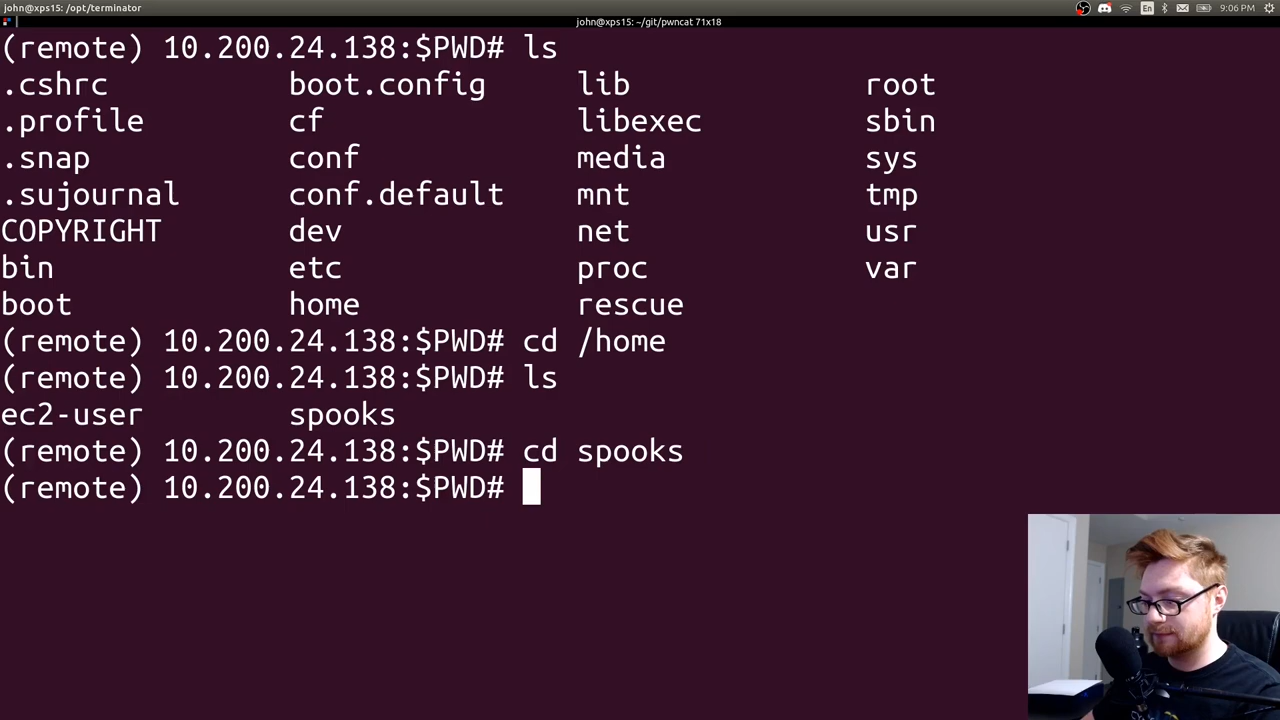 john@xps15: /opt/terminator
En
9:06 PM
john@xps15: ~/git/pwncat 71x18
(remote) 10.200.24.138:$PWD# ls
.cshrc boot.config lib root
.profile cf libexec sbin
.snap conf media sys
.sujournal conf.default mnt tmp
COPYRIGHT dev net usr
bin etc proc var
boot home rescue
(remote) 10.200.24.138:$PWD# cd /home
(remote) 10.200.24.138:$PWD# ls
ec2-user spooks
(remote) 10.200.24.138:$PWD# cd spooks
(remote) 10.200.24.138:$PWD#